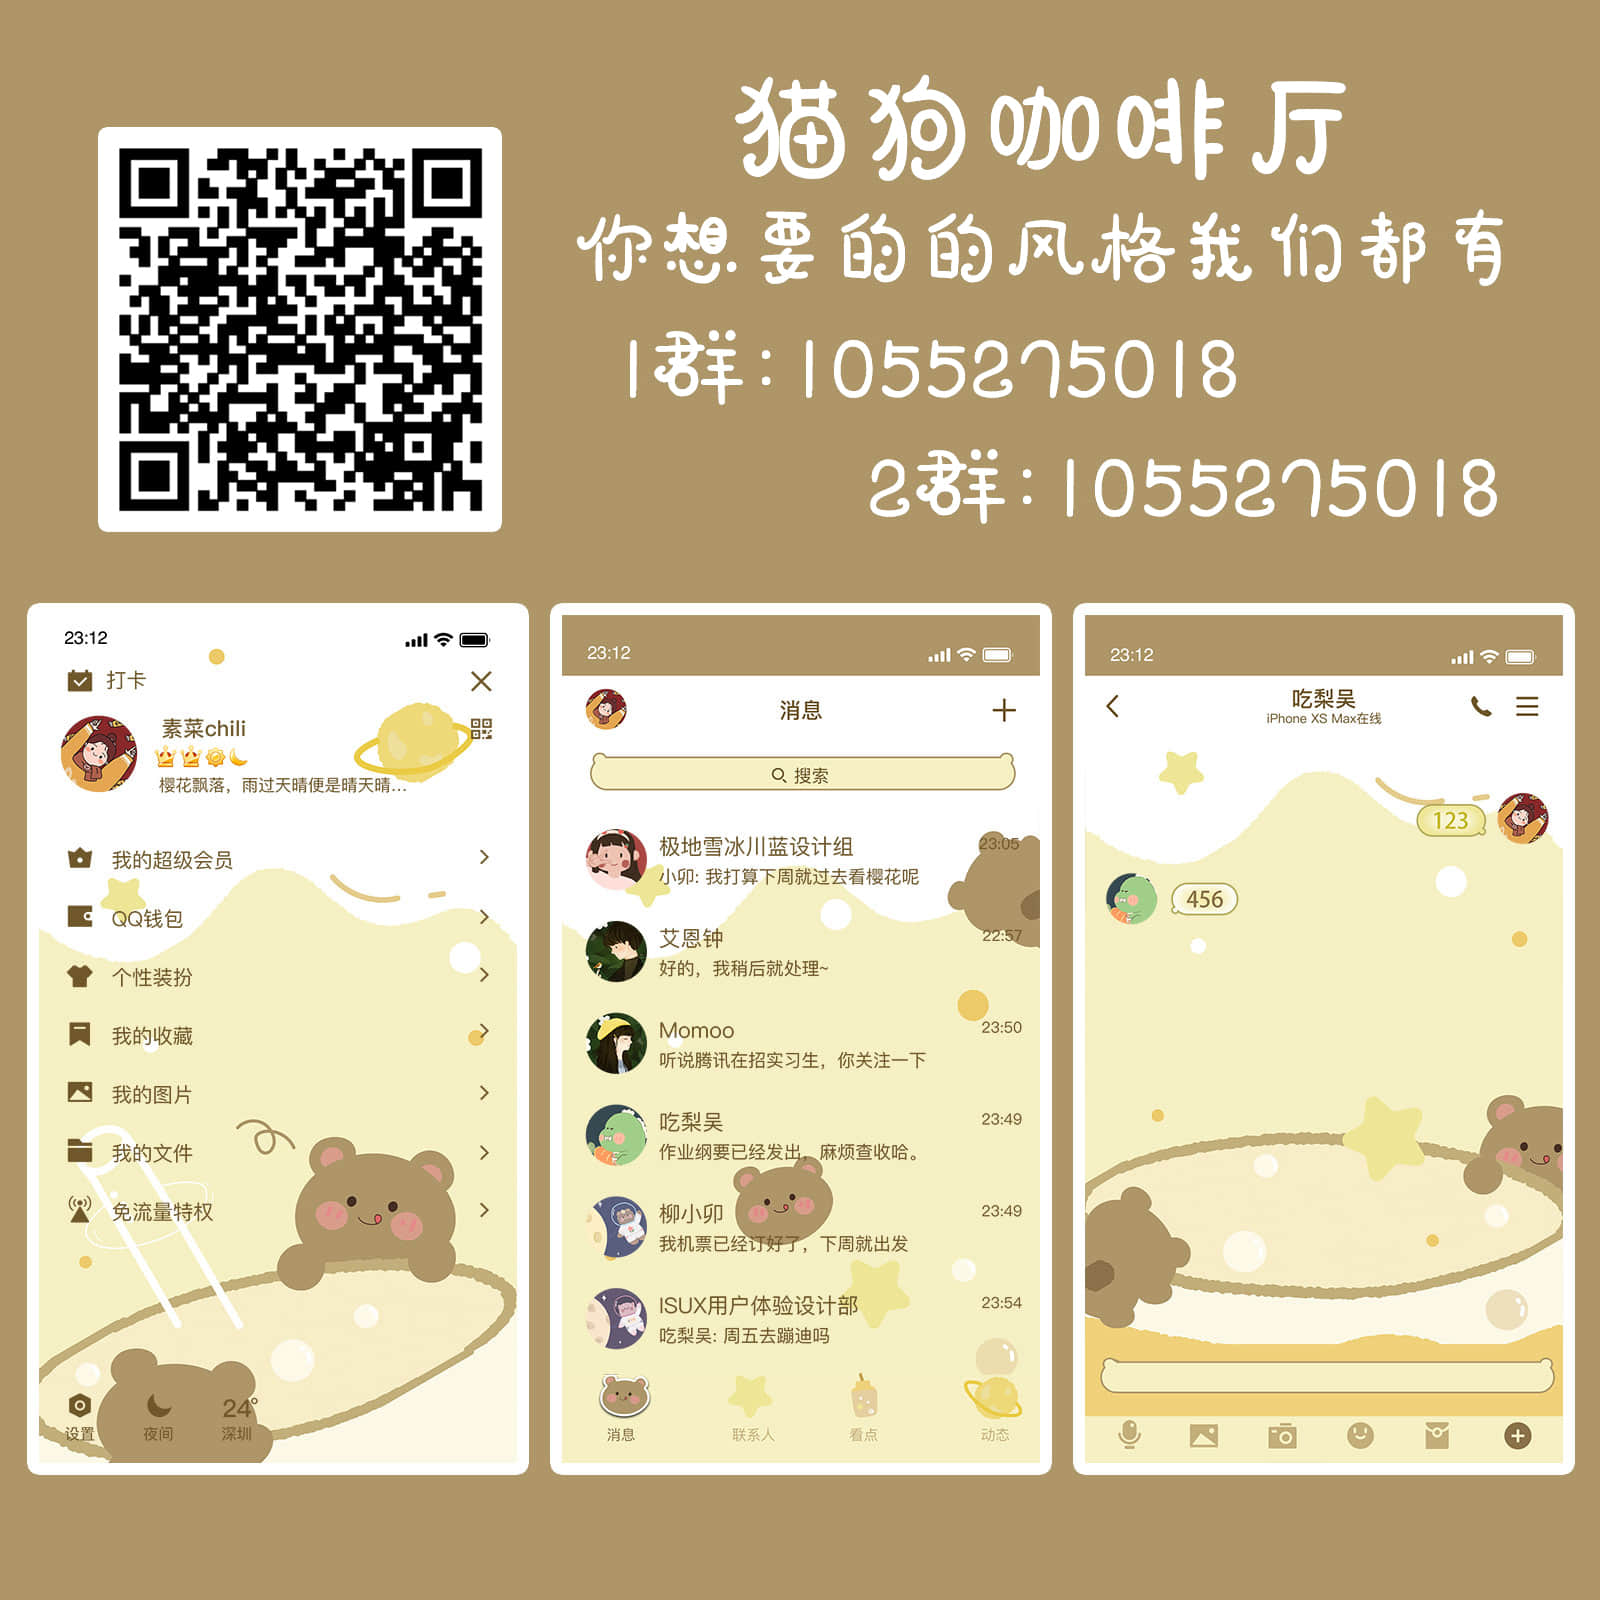 猫狗咖啡厅
你想要的的风格我们都有
1群:1055275018
2群:1055275018
23:12
打卡
素菜chili
樱花飘落，雨过天晴便是晴天晴...
我的超级会员
QQ钱包
个性装扮
我的收藏
我的图片
我的文件
免流量特权
24°
设置 夜间 深圳
23:12
消息
搜索
极地雪冰川蓝设计组 23:05
小卯: 我打算下周就过去看樱花呢
艾恩钟 22:57
好的，我稍后就处理~
Momoo 23:50
听说腾讯在招实习生，你关注一下
吃梨吴 23:49
作业纲要已经发出，麻烦查收哈。
柳小卯 23:49
我机票已经订好了，下周就出发
ISUX用户体验设计部 23:54
吃梨吴: 周五去蹦迪吗
消息 联系人 看点 动态
23:12
吃梨吴
iPhone XS Max在线
123
456